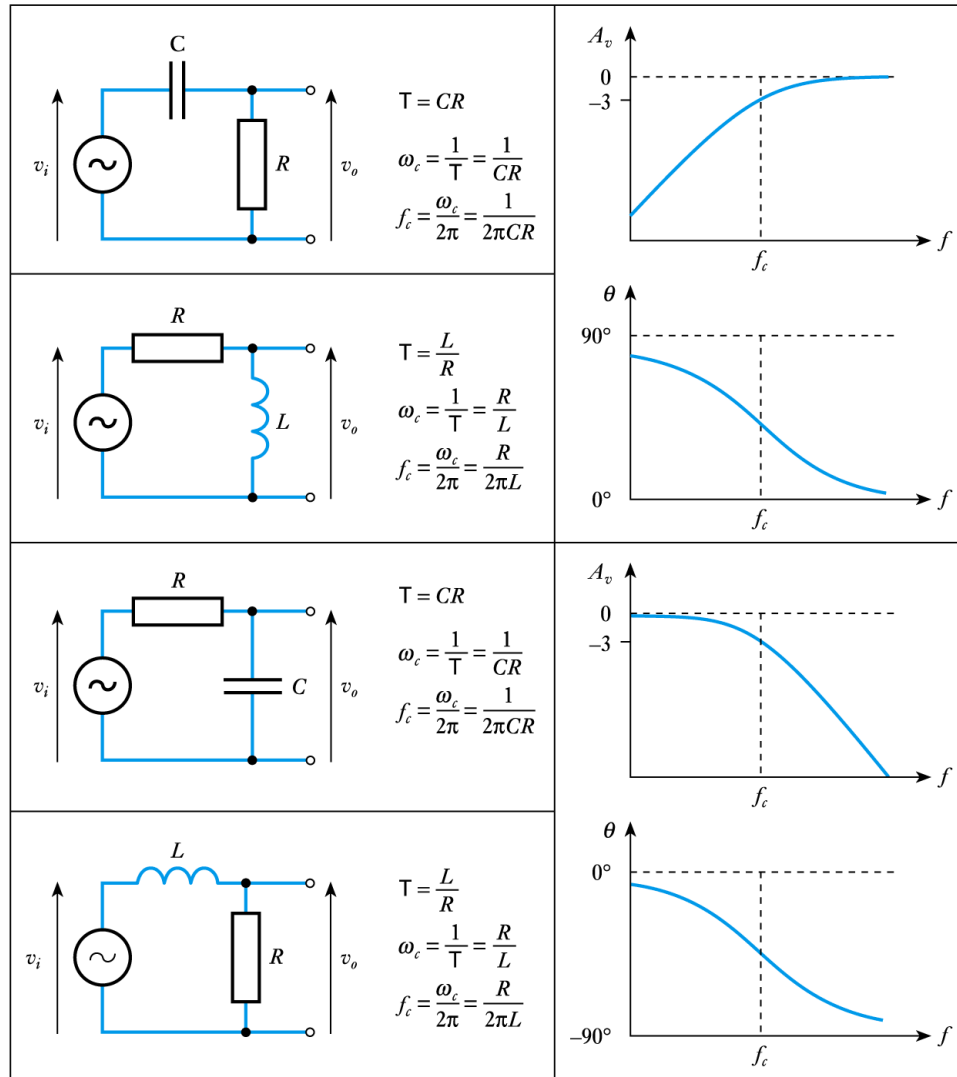 C
v_i
R
v_o
T = CR
ω_c = 1/T = 1/CR
f_c = ω_c/2π = 1/2πCR
A_v
0
−3
f_c
f
R
v_i
L
v_o
T = L/R
ω_c = 1/T = R/L
f_c = ω_c/2π = R/2πL
θ
90°
0°
f_c
f
R
v_i
C
v_o
T = CR
ω_c = 1/T = 1/CR
f_c = ω_c/2π = 1/2πCR
A_v
0
−3
f_c
f
L
v_i
R
v_o
T = L/R
ω_c = 1/T = R/L
f_c = ω_c/2π = R/2πL
θ
0°
−90°
f_c
f